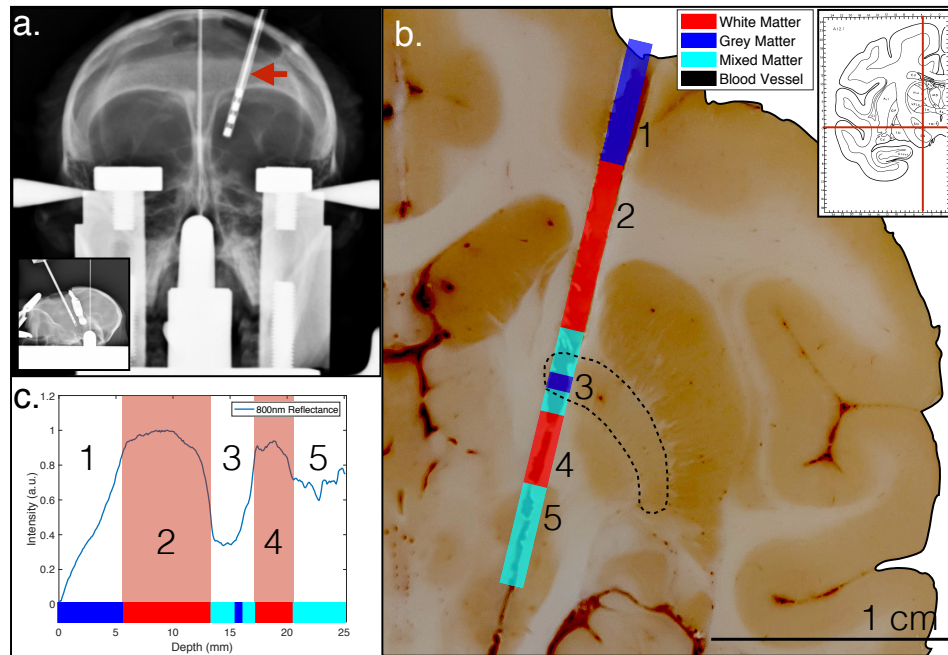 a.
b.
White Matter
Grey Matter
Mixed Matter
Blood Vessel
1
2
3
4
5
1 cm
c.
800nm Reflectance
1
2
3
4
5
1.2
1
0.8
0.6
0.4
0.2
0
Intensity (a.u.)
0
5
10
15
20
25
Depth (mm)